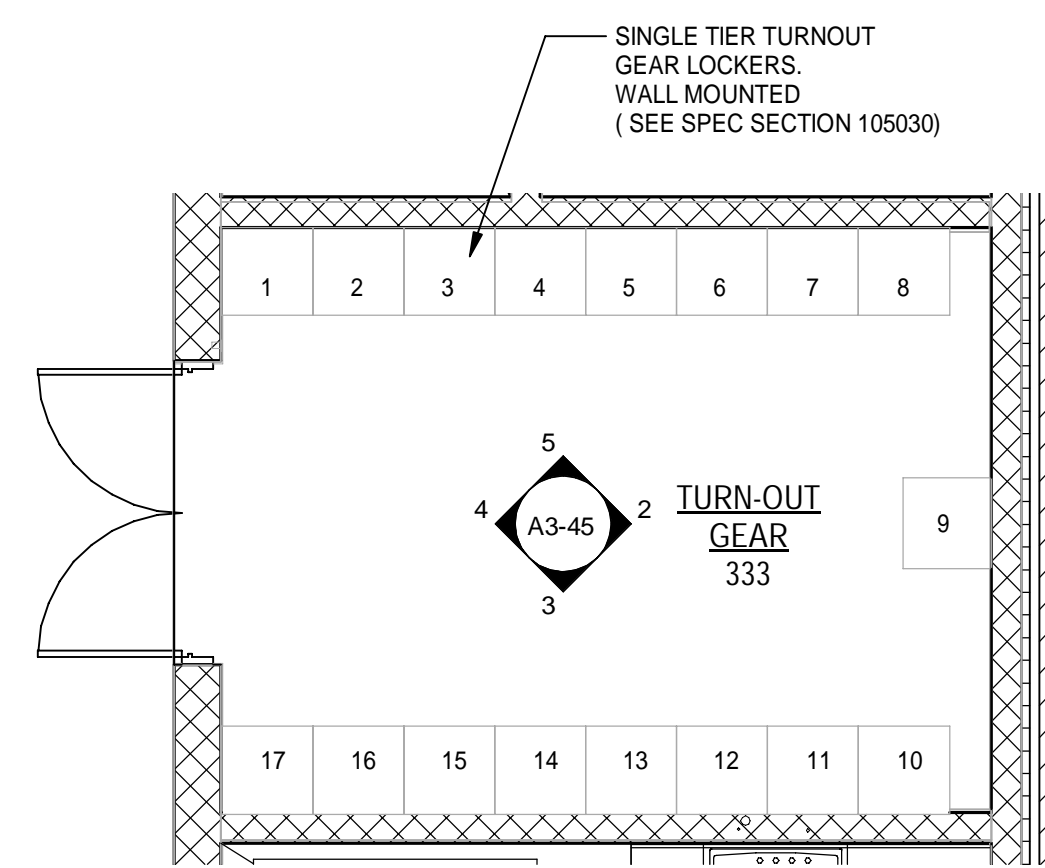 SINGLE TIER TURNOUT
GEAR LOCKERS.
WALL MOUNTED
( SEE SPEC SECTION 105030)
1 2 3 4 5 6 7 8
5
4 A3-45 2
3
TURN-OUT
GEAR
333
9
17 16 15 14 13 12 11 10